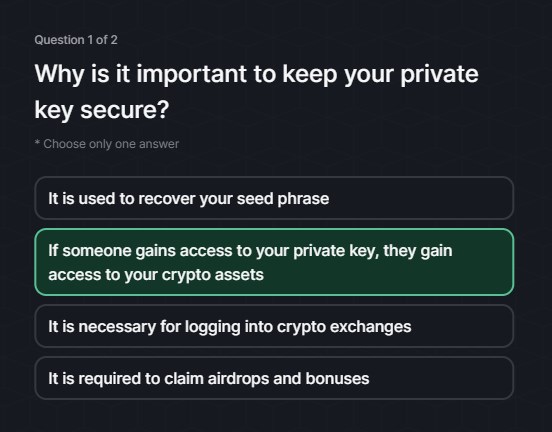 Question 1 of 2
Why is it important to keep your private
key secure?
* Choose only one answer
It is used to recover your seed phrase
If someone gains access to your private key, they gain
access to your crypto assets
It is necessary for logging into crypto exchanges
It is required to claim airdrops and bonuses